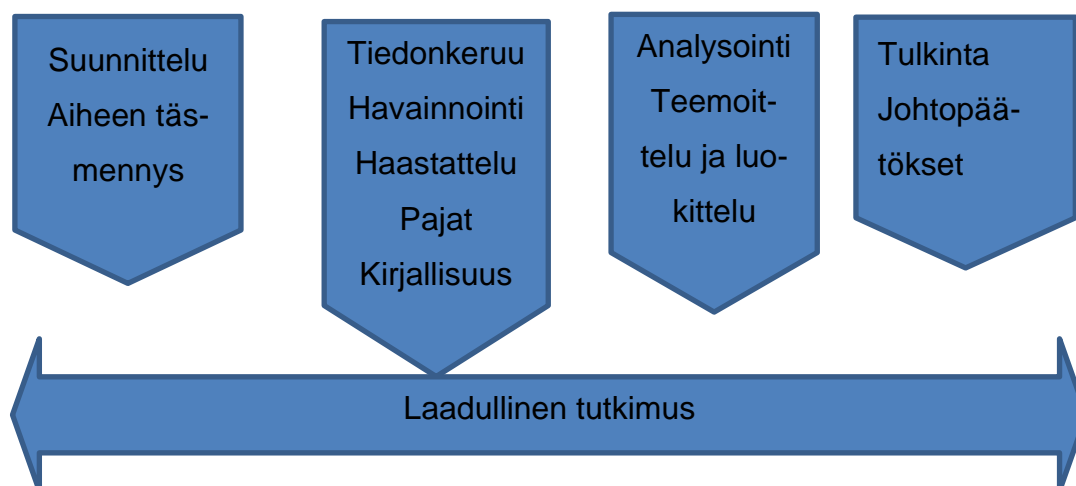 Suunnittelu
Aiheen täs-
mennys
Tiedonkeruu
Havainnointi
Haastattelu
Pajat
Kirjallisuus
Analysointi
Teemoit-
telu ja luo-
kittelu
Tulkinta
Johtopää-
tökset
Laadullinen tutkimus